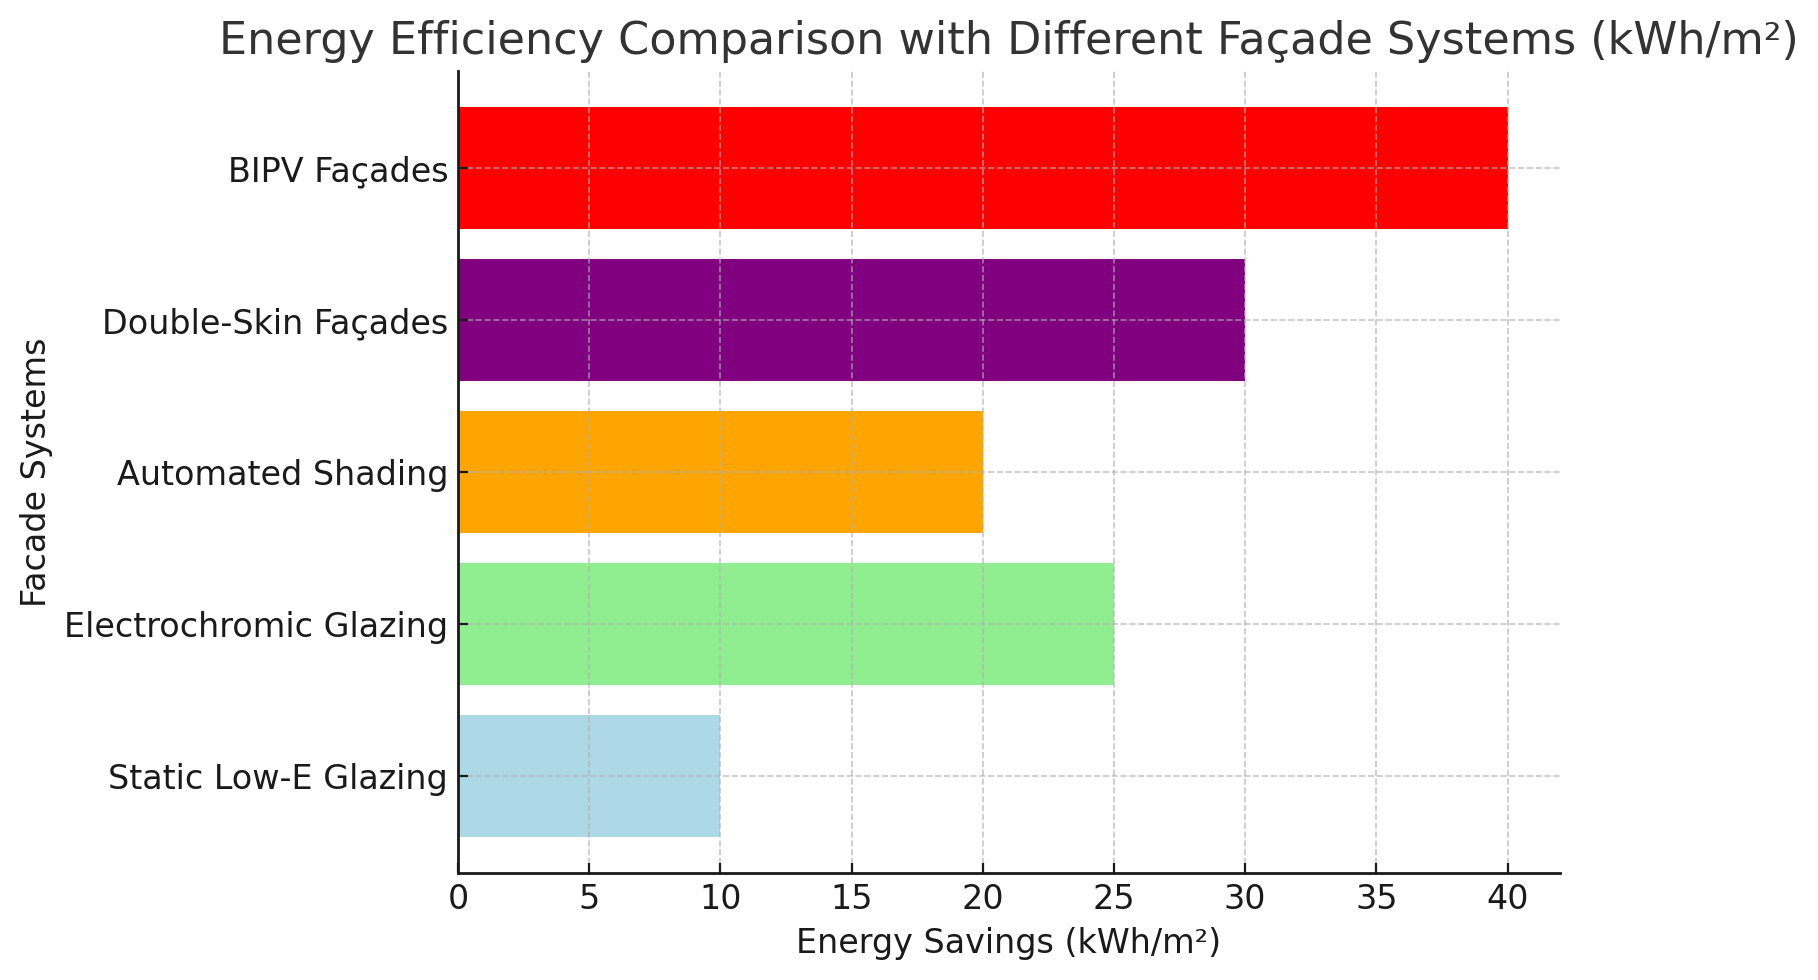 Energy Efficiency Comparison with Different Façade Systems (kWh/m²)
BIPV Façades
Double-Skin Façades
Automated Shading
Electrochromic Glazing
Static Low-E Glazing
Facade Systems
0 5 10 15 20 25 30 35 40
Energy Savings (kWh/m²)